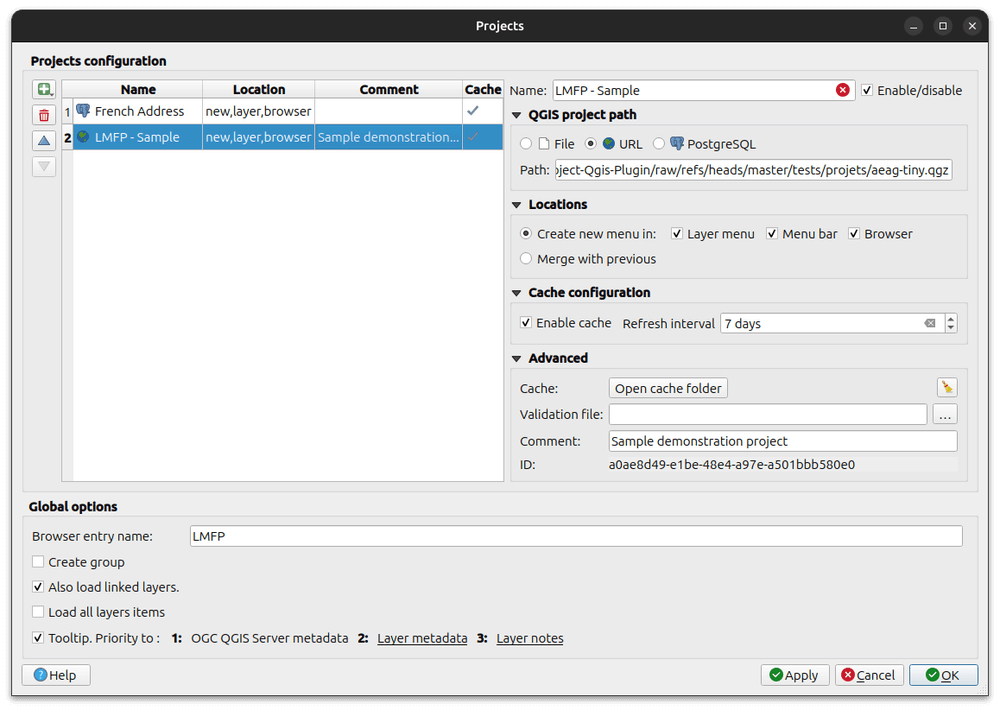 Projects
Projects configuration
Name Location Comment Cache
1 French Address new,layer,browser
2 LMFP - Sample new,layer,browser Sample demonstration...
Name: LMFP - Sample Enable/disable
QGIS project path
File URL PostgreSQL
Path: oject-Qgis-Plugin/raw/refs/heads/master/tests/projets/aeag-tiny.qgz
Locations
Create new menu in: Layer menu Menu bar Browser
Merge with previous
Cache configuration
Enable cache Refresh interval 7 days
Advanced
Cache: Open cache folder
Validation file: ...
Comment: Sample demonstration project
ID: a0ae8d49-e1be-48e4-a97e-a501bbb580e0
Global options
Browser entry name: LMFP
Create group
Also load linked layers.
Load all layers items
Tooltip. Priority to : 1: OGC QGIS Server metadata 2: Layer metadata 3: Layer notes
Help Apply Cancel OK